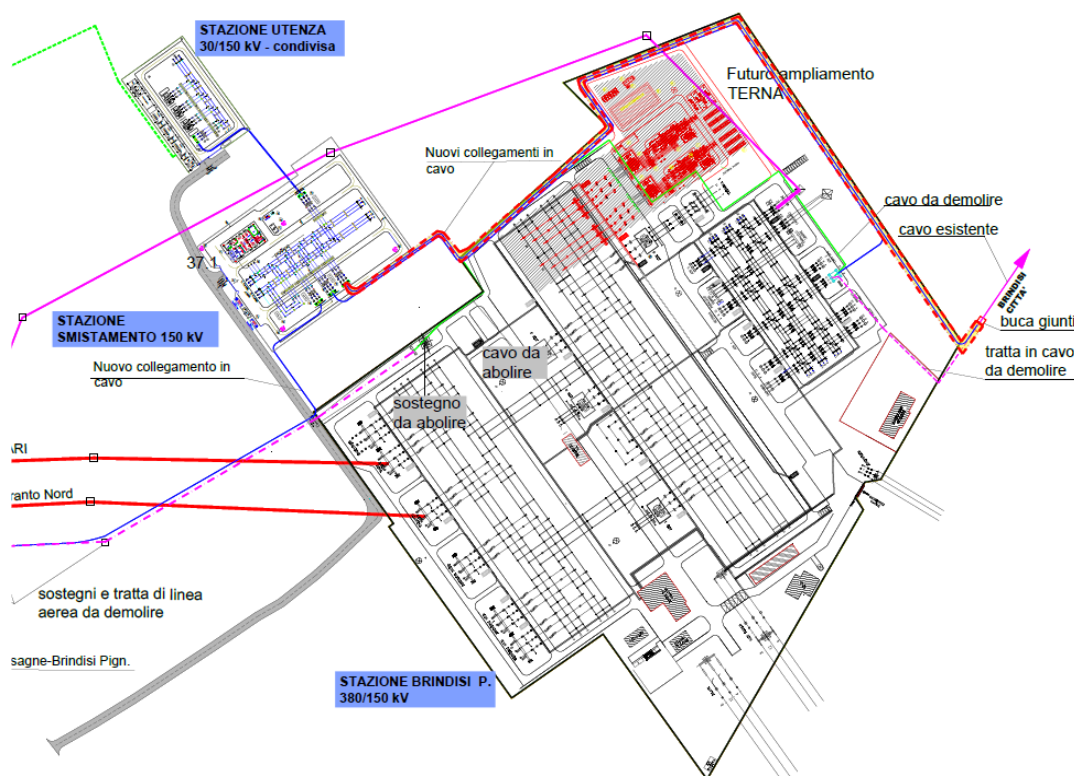 STAZIONE UTENZA
30/150 kV - condivisa
Futuro ampliamento
TERNA
Nuovi collegamenti in
cavo
cavo da demolire
cavo esistente
37.1
BRINDISI
CITTA'
STAZIONE
SMISTAMENTO 150 kV
buca giunti
Nuovo collegamento in
cavo
cavo da
abolire
tratta in cavo
da demolire
sostegno
da abolire
ARI
ranto Nord
sostegni e tratta di linea
aerea da demolire
sagne-Brindisi Pign.
STAZIONE BRINDISI P.
380/150 kV